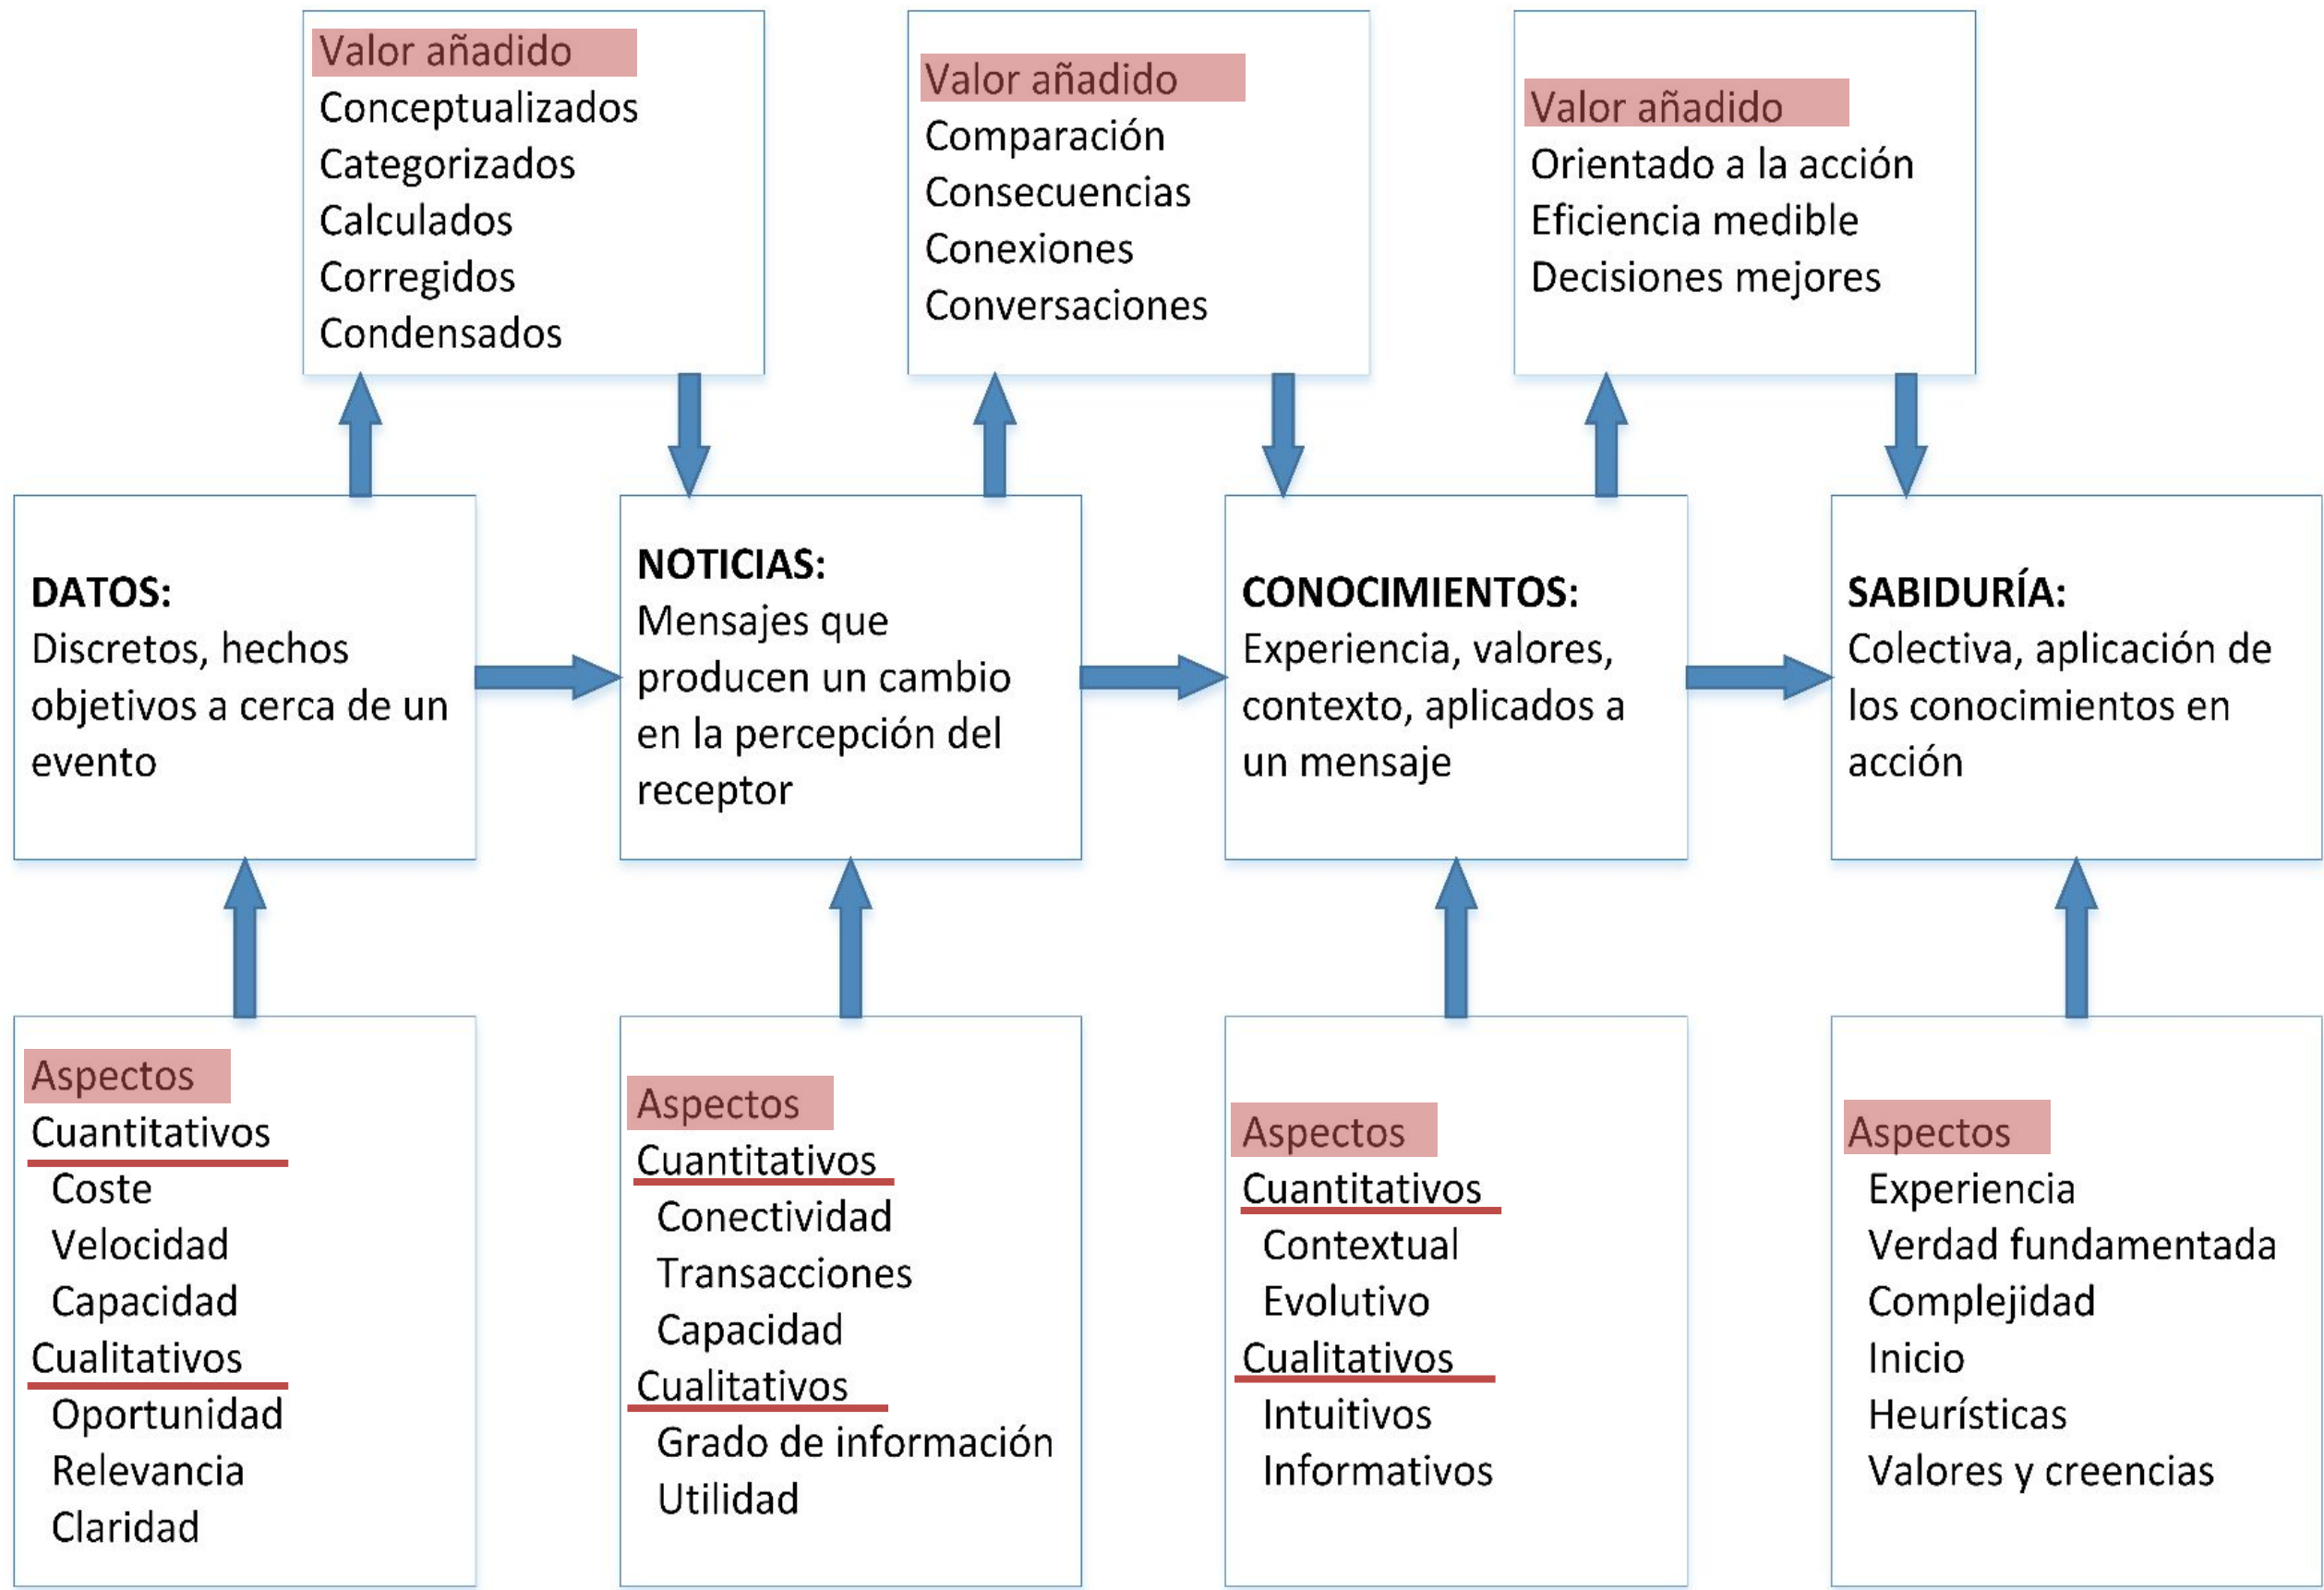 Valor añadido
Conceptualizados
Categorizados
Calculados
Corregidos
Condensados
Valor añadido
Comparación
Consecuencias
Conexiones
Conversaciones
Valor añadido
Orientado a la acción
Eficiencia medible
Decisiones mejores
DATOS:
Discretos, hechos
objetivos a cerca de un
evento
NOTICIAS:
Mensajes que
producen un cambio
en la percepción del
receptor
CONOCIMIENTOS:
Experiencia, valores,
contexto, aplicados a
un mensaje
SABIDURÍA:
Colectiva, aplicación de
los conocimientos en
acción
Aspectos
Cuantitativos
Coste
Velocidad
Capacidad
Cualitativos
Oportunidad
Relevancia
Claridad
Aspectos
Cuantitativos
Conectividad
Transacciones
Capacidad
Cualitativos
Grado de información
Utilidad
Aspectos
Cuantitativos
Contextual
Evolutivo
Cualitativos
Intuitivos
Informativos
Aspectos
Experiencia
Verdad fundamentada
Complejidad
Inicio
Heurísticas
Valores y creencias